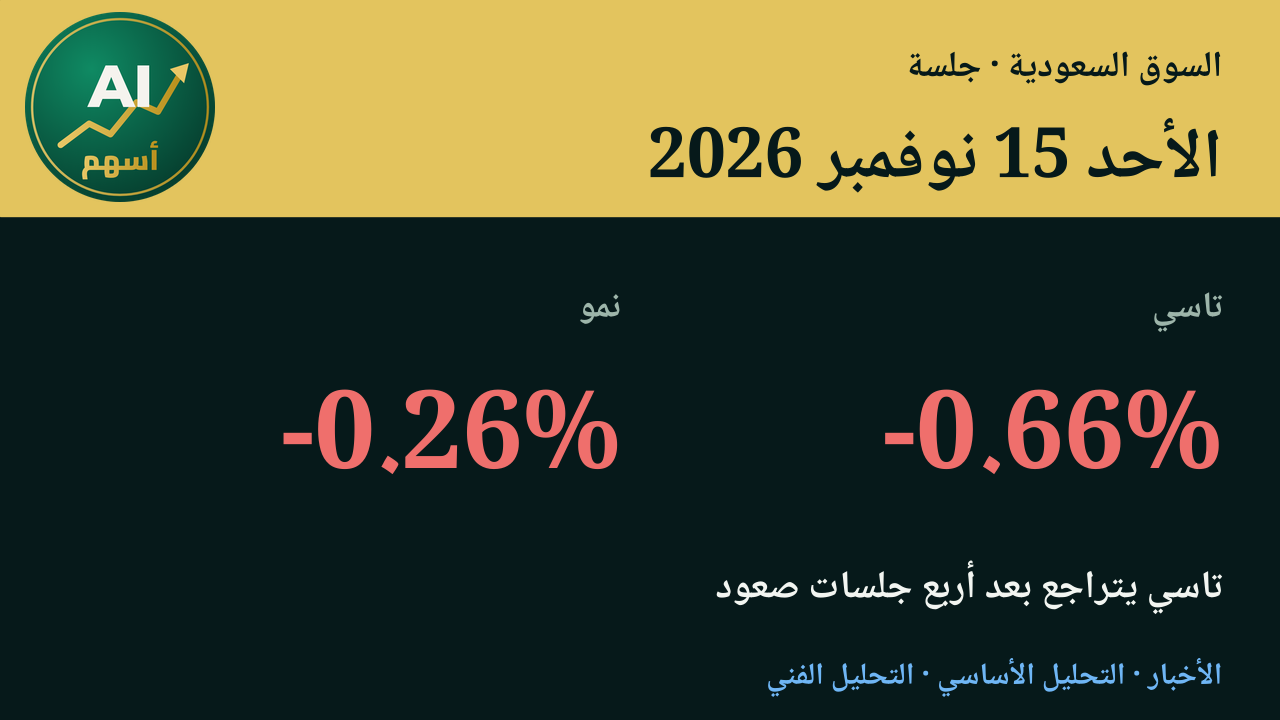 السوق السعودية · جلسة
الأحد 15 نوفمبر 2026
AI
أسهم
تاسي
-0.66%
نمو
-0.26%
تاسي يتراجع بعد أربع جلسات صعود
الأخبار · التحليل الأساسي · التحليل الفني